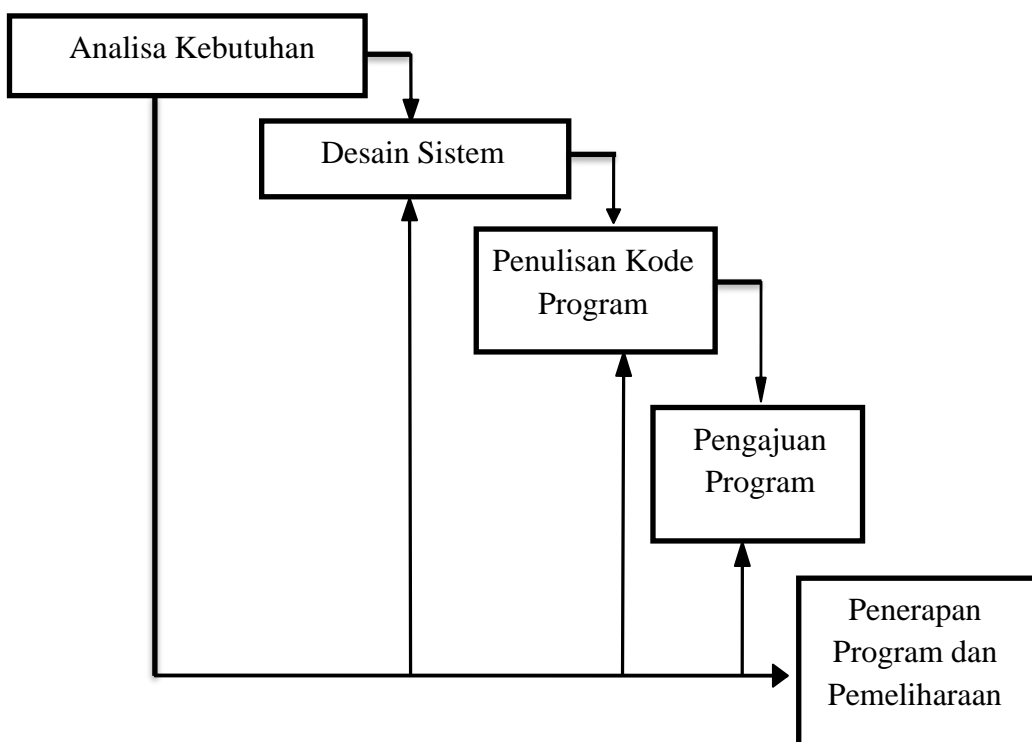 Analisa Kebutuhan
Desain Sistem
Penulisan Kode
Program
Pengajuan
Program
Penerapan
Program dan
Pemeliharaan